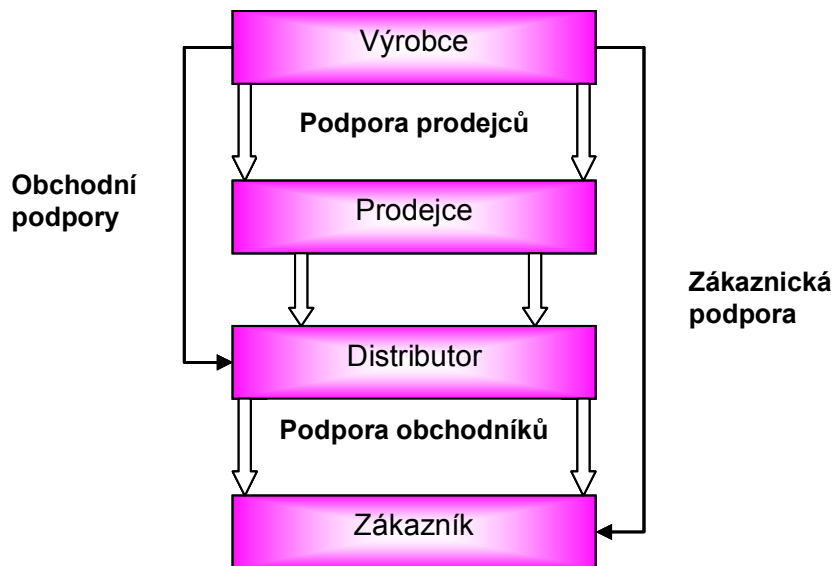 Výrobce
Podpora prodejců
Obchodní
podpory
Prodejce
Zákaznická
podpora
Distributor
Podpora obchodníků
Zákazník